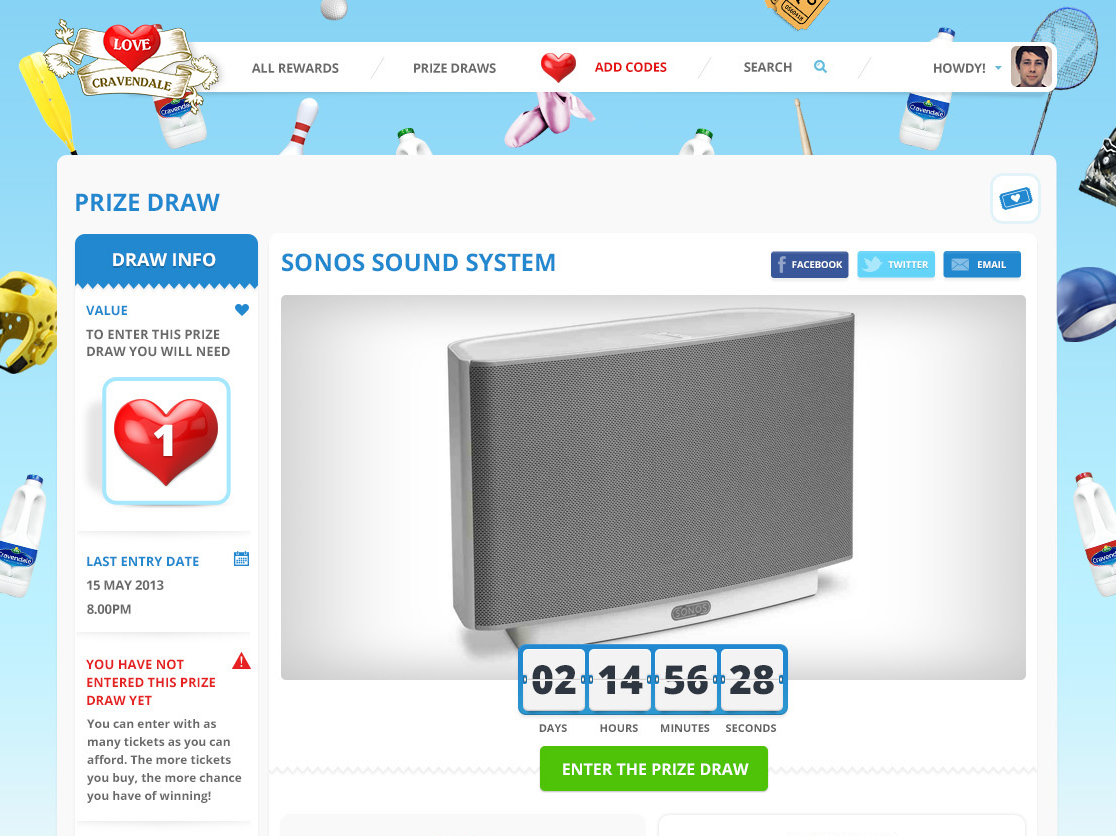 LOVE
CRAVENDALE
ALL REWARDS
PRIZE DRAWS
ADD CODES
SEARCH
HOWDY!
Cravendale
Cravendale
PRIZE DRAW
DRAW INFO
VALUE
TO ENTER THIS PRIZE
DRAW YOU WILL NEED
1
LAST ENTRY DATE
15 MAY 2013
8.00PM
YOU HAVE NOT
ENTERED THIS PRIZE
DRAW YET
You can enter with as
many tickets as you can
afford. The more tickets
you buy, the more chance
you have of winning!
SONOS SOUND SYSTEM
FACEBOOK
TWITTER
EMAIL
SONOS
02 14 56 28
DAYS HOURS MINUTES SECONDS
ENTER THE PRIZE DRAW
Cravendale
Cravendale